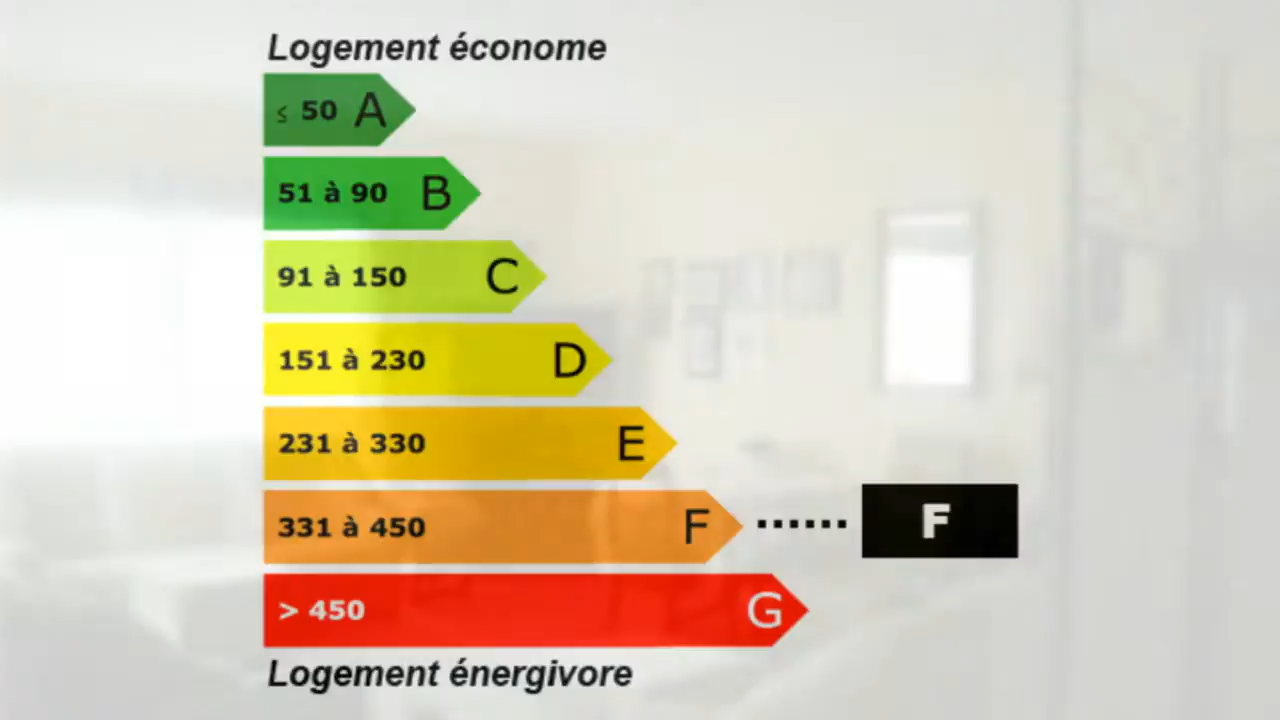 Logement économe
≤ 50 A
51 à 90 B
91 à 150 C
151 à 230 D
231 à 330 E
331 à 450 F F
> 450 G
Logement énergivore